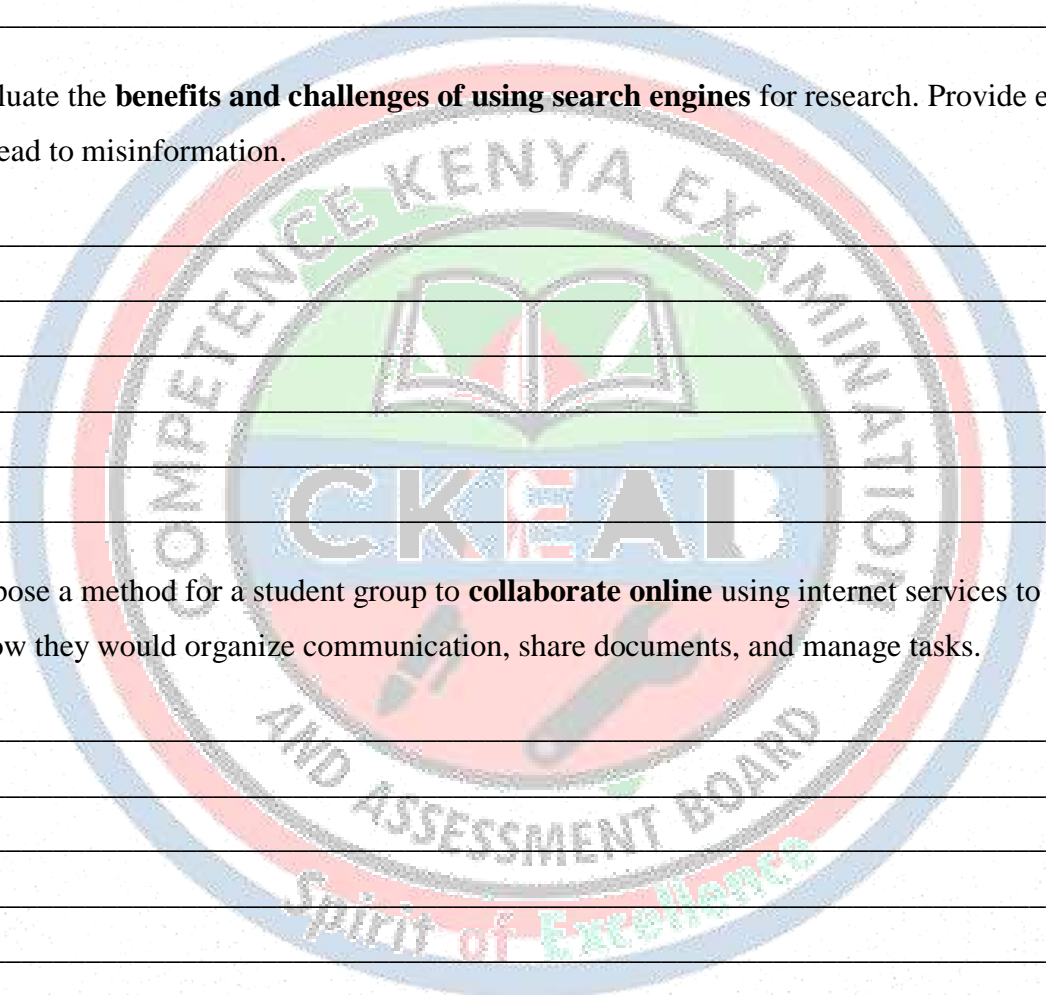 luate the benefits and challenges of using search engines for research. Provide e
ead to misinformation.
COMPETENCE KENYA EXAMINATION
CKEAB
pose a method for a student group to collaborate online using internet services to
ow they would organize communication, share documents, and manage tasks.
AND ASSESSMENT BOARD
Spirit of Excellence